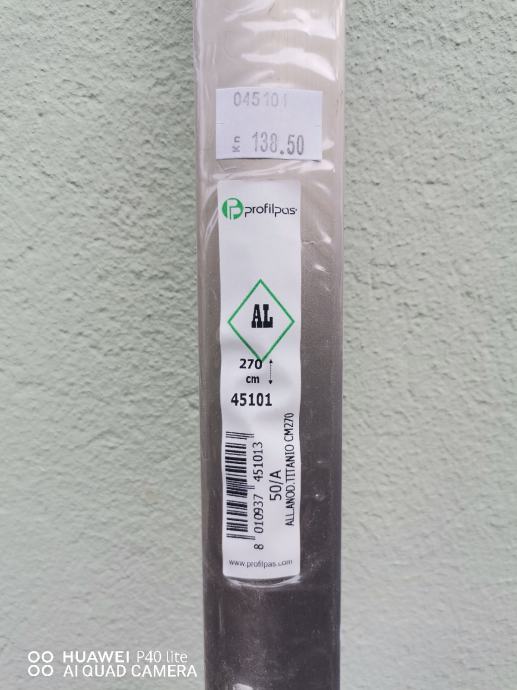 045101
kn 138.50
profilpas
AL
270
cm
45101
8 010937 451013
50/A
ALL.ANOD.TITANIO CM270
www.profilpas.com
HUAWEI P40 lite
AI QUAD CAMERA